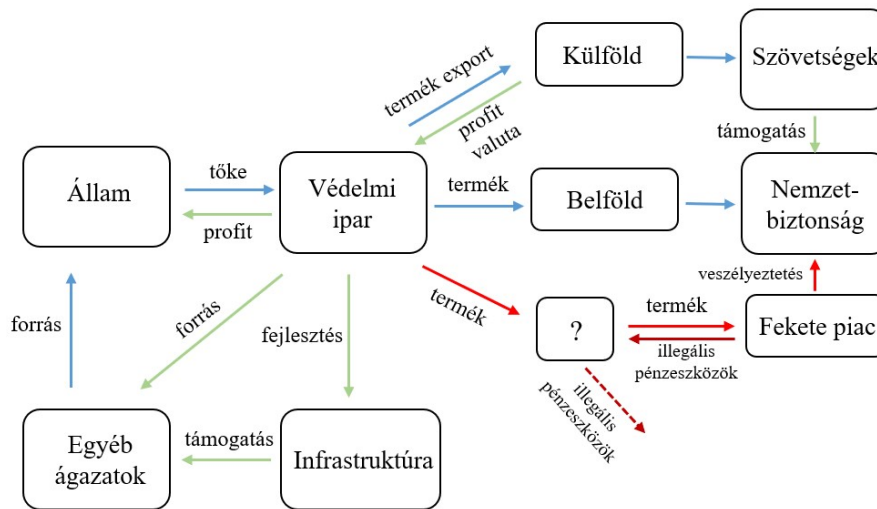 termék export
Külföld
Szövetségek
profit
valuta
támogatás
Állam
tőke
profit
Védelmi
ipar
termék
Belföld
Nemzet-
biztonság
veszélyeztetés
forrás
forrás
fejlesztés
termék
?
termék
illegális
pénzeszközök
Fekete piac
illegális
pénzeszközök
Egyéb
ágazatok
támogatás
Infrastruktúra